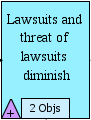 Lawsuits and
threat of
lawsuits
diminish
+
2 Objs